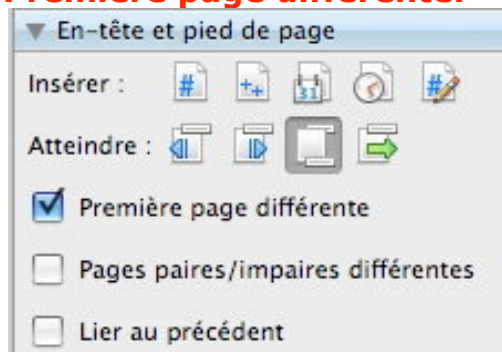 Première page différente.
En-tête et pied de page
Insérer : # ++ 31 #
Atteindre :
Première page différente
Pages paires/impaires différentes
Lier au précédent